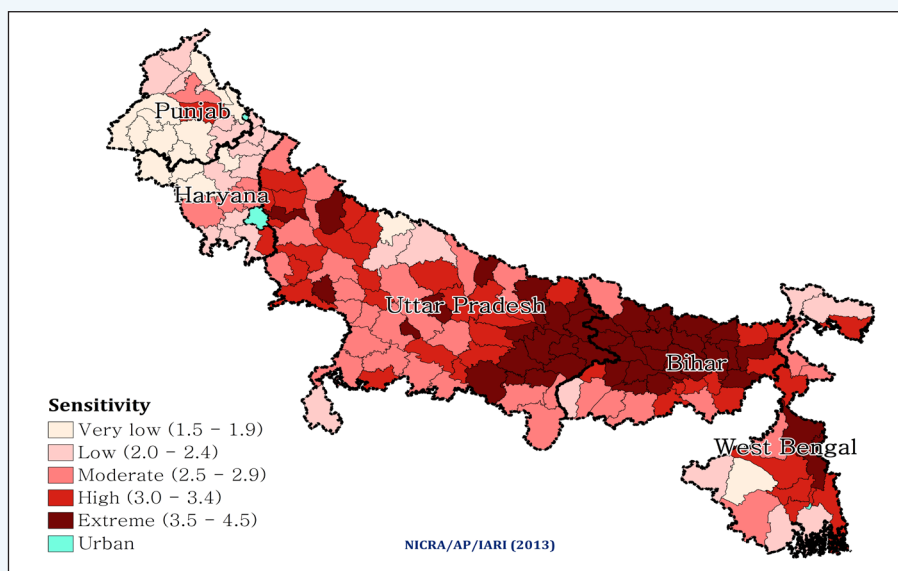 Punjab
Haryana
Uttar Pradesh
Bihar
West Bengal
Sensitivity
Very low (1.5 - 1.9)
Low (2.0 - 2.4)
Moderate (2.5 - 2.9)
High (3.0 - 3.4)
Extreme (3.5 - 4.5)
Urban
NICRA/AP/IARI (2013)